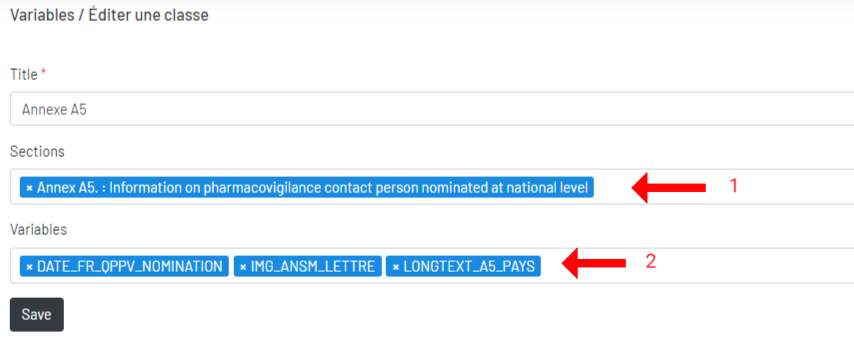 Variables / Éditer une classe
Title *
Annexe A5
Sections
× Annex A5. : Information on pharmacovigilance contact person nominated at national level
1
Variables
× DATE_FR_QPPV_NOMINATION × IMG_ANSM_LETTRE × LONGTEXT_A5_PAYS
2
Save